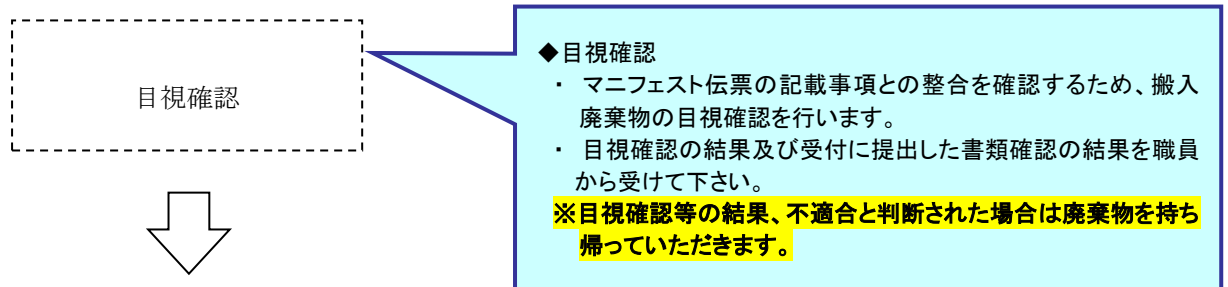 目視確認
◆目視確認
・ マニフェスト伝票の記載事項との整合を確認するため、搬入
廃棄物の目視確認を行います。
・ 目視確認の結果及び受付に提出した書類確認の結果を職員
から受けて下さい。
※目視確認等の結果、不適合と判断された場合は廃棄物を持ち
帰っていただきます。